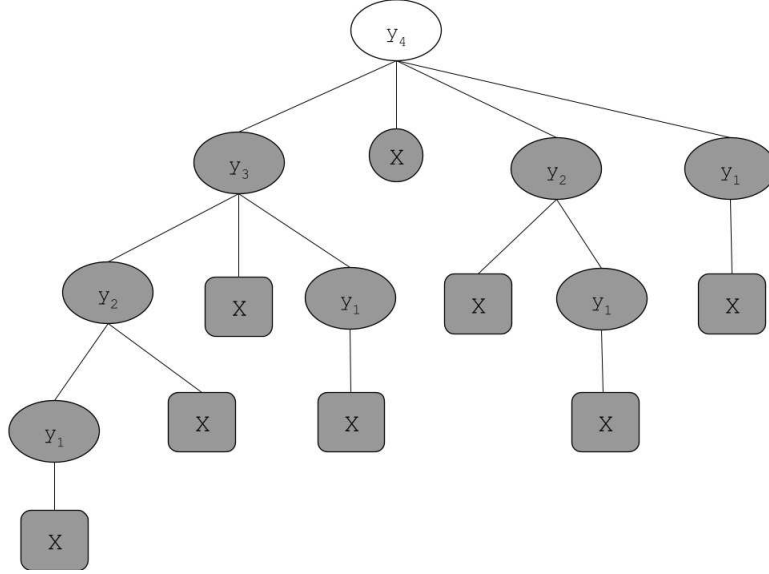 y₄
y₃ X y₂ y₁
y₂ X y₁ X y₁ X
y₁ X X X
X